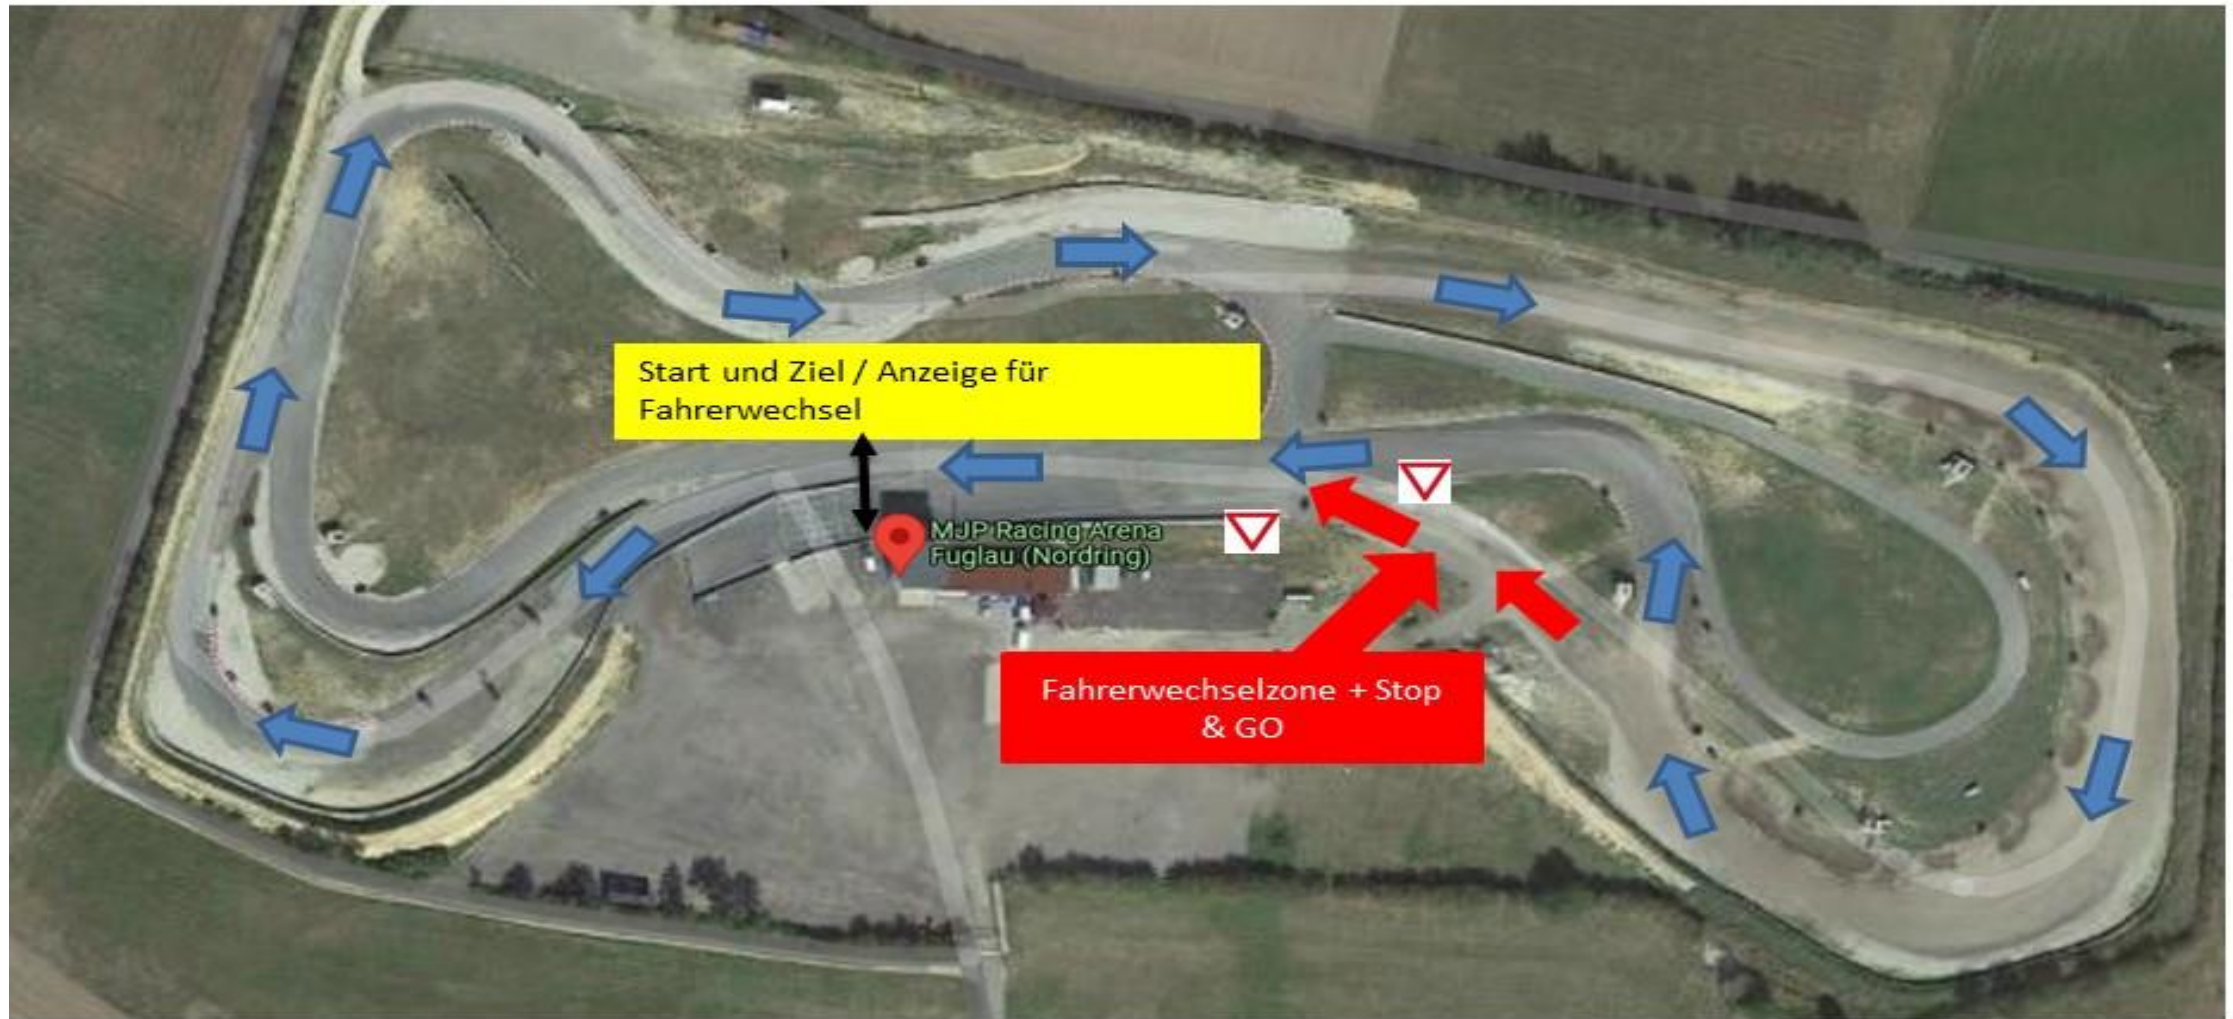 Start und Ziel / Anzeige für
Fahrerwechsel
MJP Racing Arena
Fuglau (Nordring)
Fahrerwechselzone + Stop
& GO